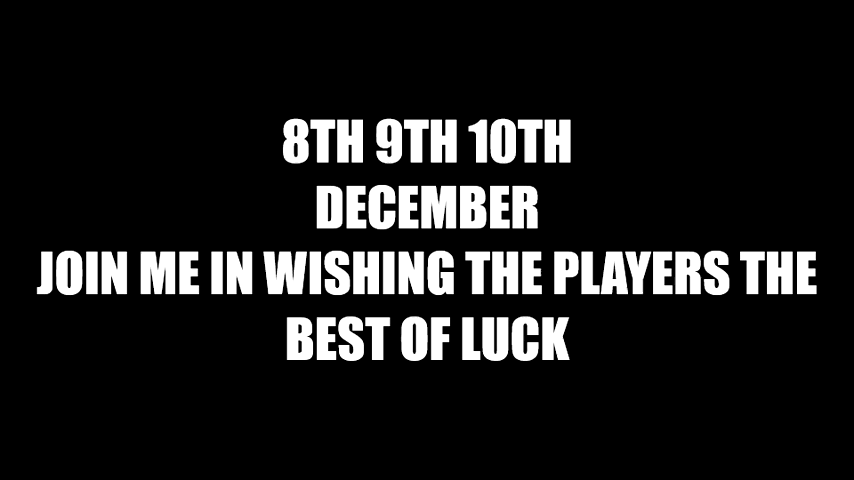 8TH 9TH 10TH
DECEMBER
JOIN ME IN WISHING THE PLAYERS THE
BEST OF LUCK